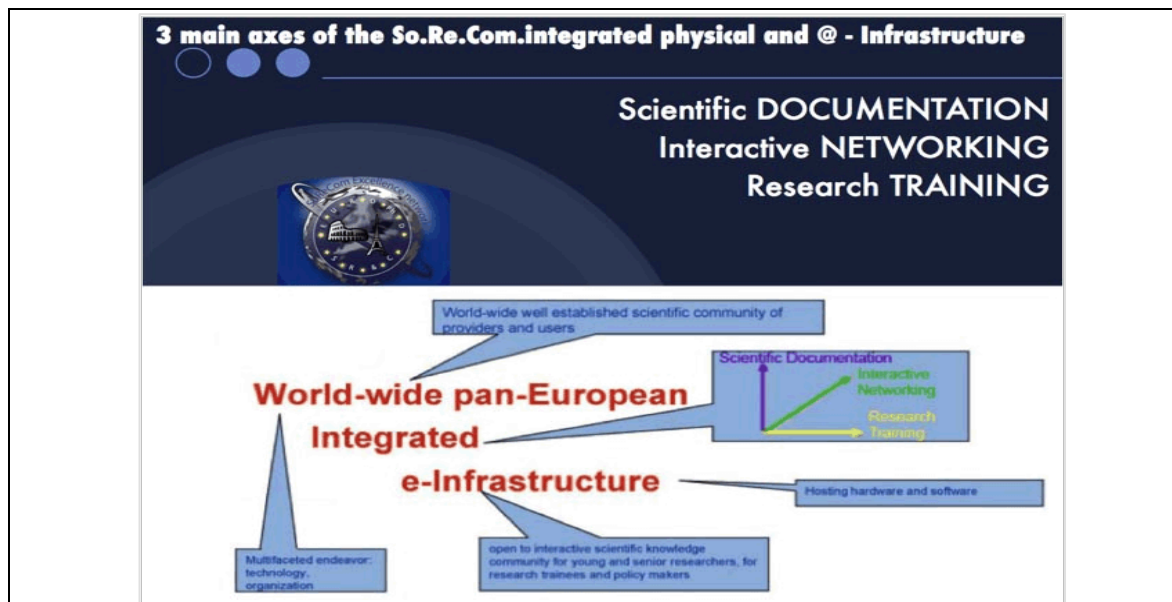 3 main axes of the So.Re.Com.integrated physical and @ - Infrastructure
Scientific DOCUMENTATION
Interactive NETWORKING
Research TRAINING
Com Excellence network
World-wide well established scientific community of
providers and users
Scientific Documentation
Interactive
Networking
Research
Training
World-wide pan-European
Integrated
e-Infrastructure
Hosting hardware and software
Multifaceted endeavor:
technology,
organization
open to interactive scientific knowledge
community for young and senior researchers, for
research trainees and policy makers